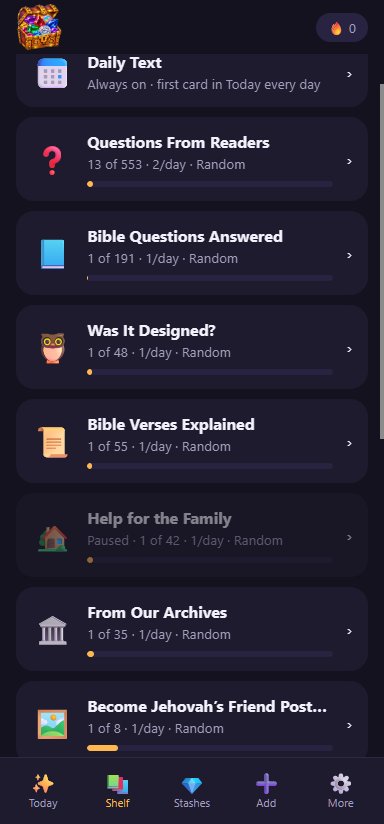 0
Daily Text
Always on · first card in Today every day
Questions From Readers
13 of 553 · 2/day · Random
Bible Questions Answered
1 of 191 · 1/day · Random
Was It Designed?
1 of 48 · 1/day · Random
Bible Verses Explained
1 of 55 · 1/day · Random
Help for the Family
Paused · 1 of 42 · 1/day · Random
From Our Archives
1 of 35 · 1/day · Random
Become Jehovah's Friend Post...
1 of 8 · 1/day · Random
Today
Shelf
Stashes
Add
More